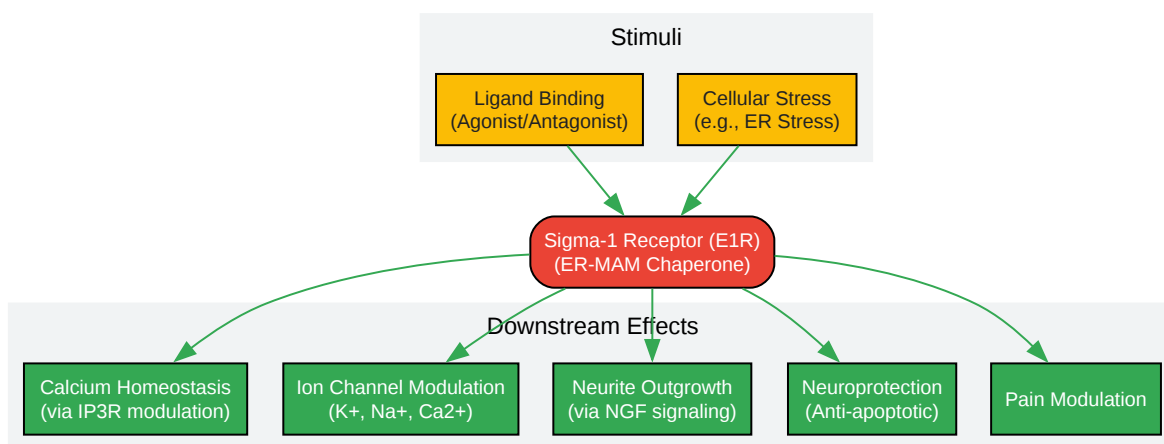 Stimuli
Ligand Binding
(Agonist/Antagonist)
Cellular Stress
(e.g., ER Stress)
Sigma-1 Receptor (E1R)
(ER-MAM Chaperone)
Downstream Effects
Calcium Homeostasis
(via IP3R modulation)
Ion Channel Modulation
(K+, Na+, Ca2+)
Neurite Outgrowth
(via NGF signaling)
Neuroprotection
(Anti-apoptotic)
Pain Modulation